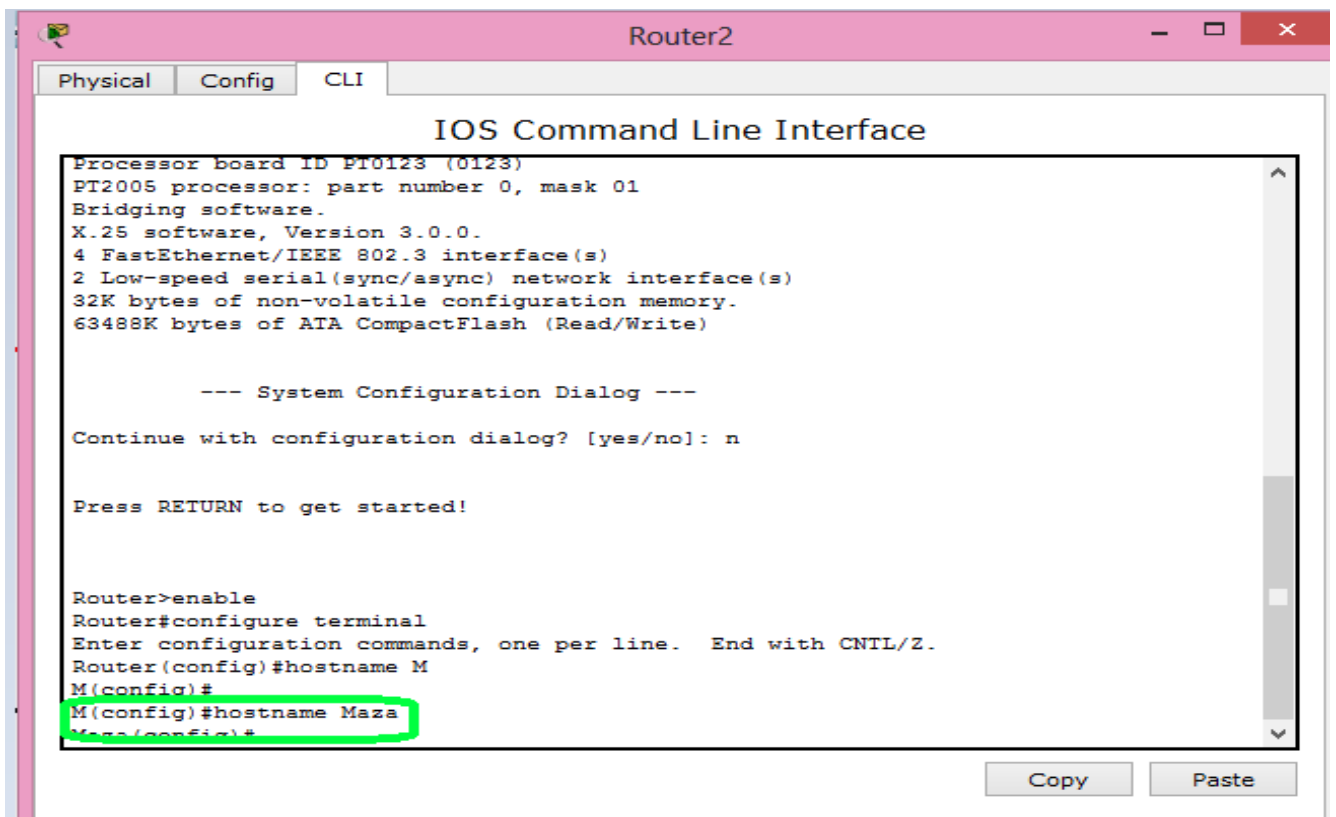 Router2
Physical Config CLI
IOS Command Line Interface
Processor board ID PT0123 (0123)
PT2005 processor: part number 0, mask 01
Bridging software.
X.25 software, Version 3.0.0.
4 FastEthernet/IEEE 802.3 interface(s)
2 Low-speed serial(sync/async) network interface(s)
32K bytes of non-volatile configuration memory.
63488K bytes of ATA CompactFlash (Read/Write)
--- System Configuration Dialog ---
Continue with configuration dialog? [yes/no]: n
Press RETURN to get started!
Router>enable
Router#configure terminal
Enter configuration commands, one per line.  End with CNTL/Z.
Router(config)#hostname M
M(config)#
M(config)#hostname Maza
Maza(config)#
Copy Paste